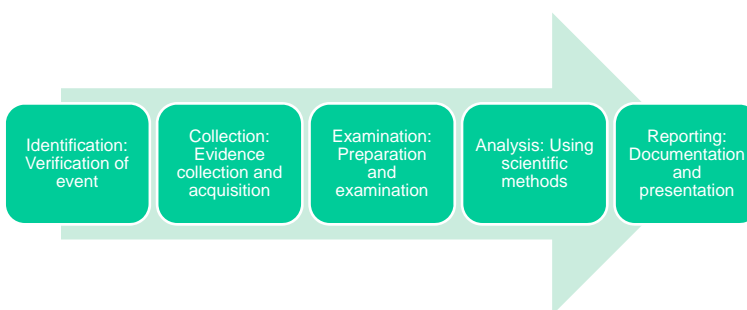 Identification:
Verification of
event
Collection:
Evidence
collection and
acquisition
Examination:
Preparation
and
examination
Analysis: Using
scientific
methods
Reporting:
Documentation
and
presentation